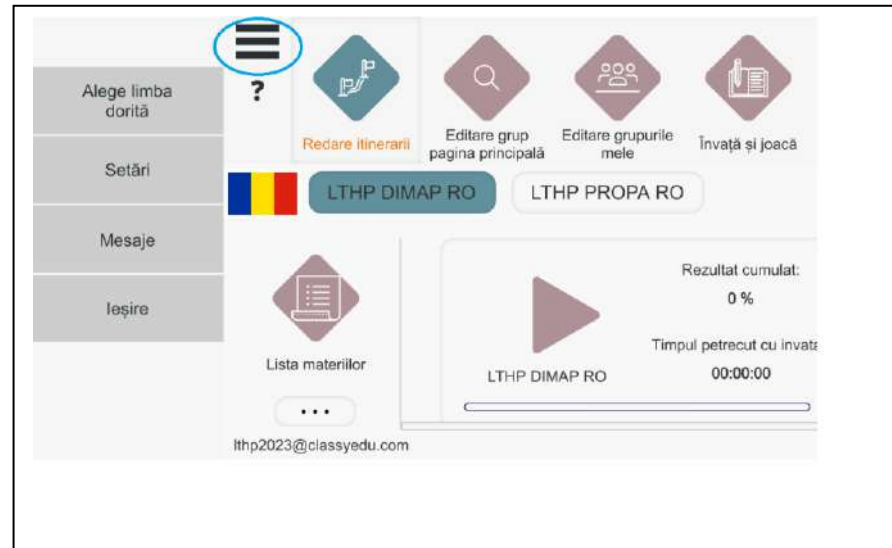 Alege limba
dorită
Setări
Mesaje
Ieșire
?
Redare itinerarii
Editare grup
pagina principală
Editare grupurile
mele
Învață și joacă
LTHP DIMAP RO
LTHP PROPA RO
Lista materiilor
...
lthp2023@classyedu.com
LTHP DIMAP RO
Rezultat cumulat:
0 %
Timpul petrecut cu invata
00:00:00